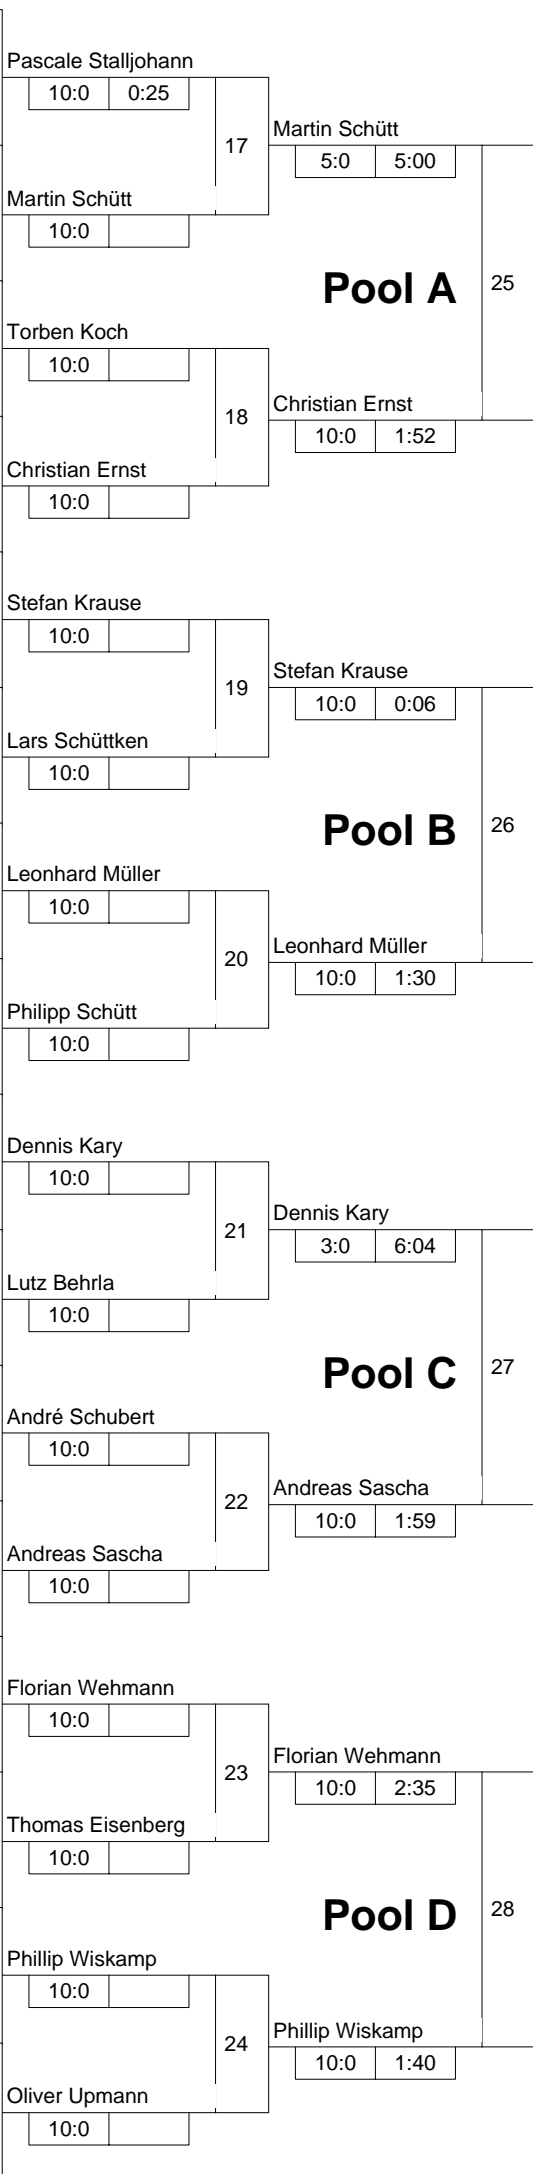 Pascale Stalljohann
10:0 0:25
17
Martin Schütt
5:0 5:00
Martin Schütt
10:0
Pool A
25
Torben Koch
10:0
18
Christian Ernst
10:0 1:52
Christian Ernst
10:0
Stefan Krause
10:0
19
Stefan Krause
10:0 0:06
Lars Schüttken
10:0
Pool B
26
Leonhard Müller
10:0
20
Leonhard Müller
10:0 1:30
Philipp Schütt
10:0
Dennis Kary
10:0
21
Dennis Kary
3:0 6:04
Lutz Behrla
10:0
Pool C
27
André Schubert
10:0
22
Andreas Sascha
10:0 1:59
Andreas Sascha
10:0
Florian Wehmann
10:0
23
Florian Wehmann
10:0 2:35
Thomas Eisenberg
10:0
Pool D
28
Phillip Wiskamp
10:0
24
Phillip Wiskamp
10:0 1:40
Oliver Upmann
10:0